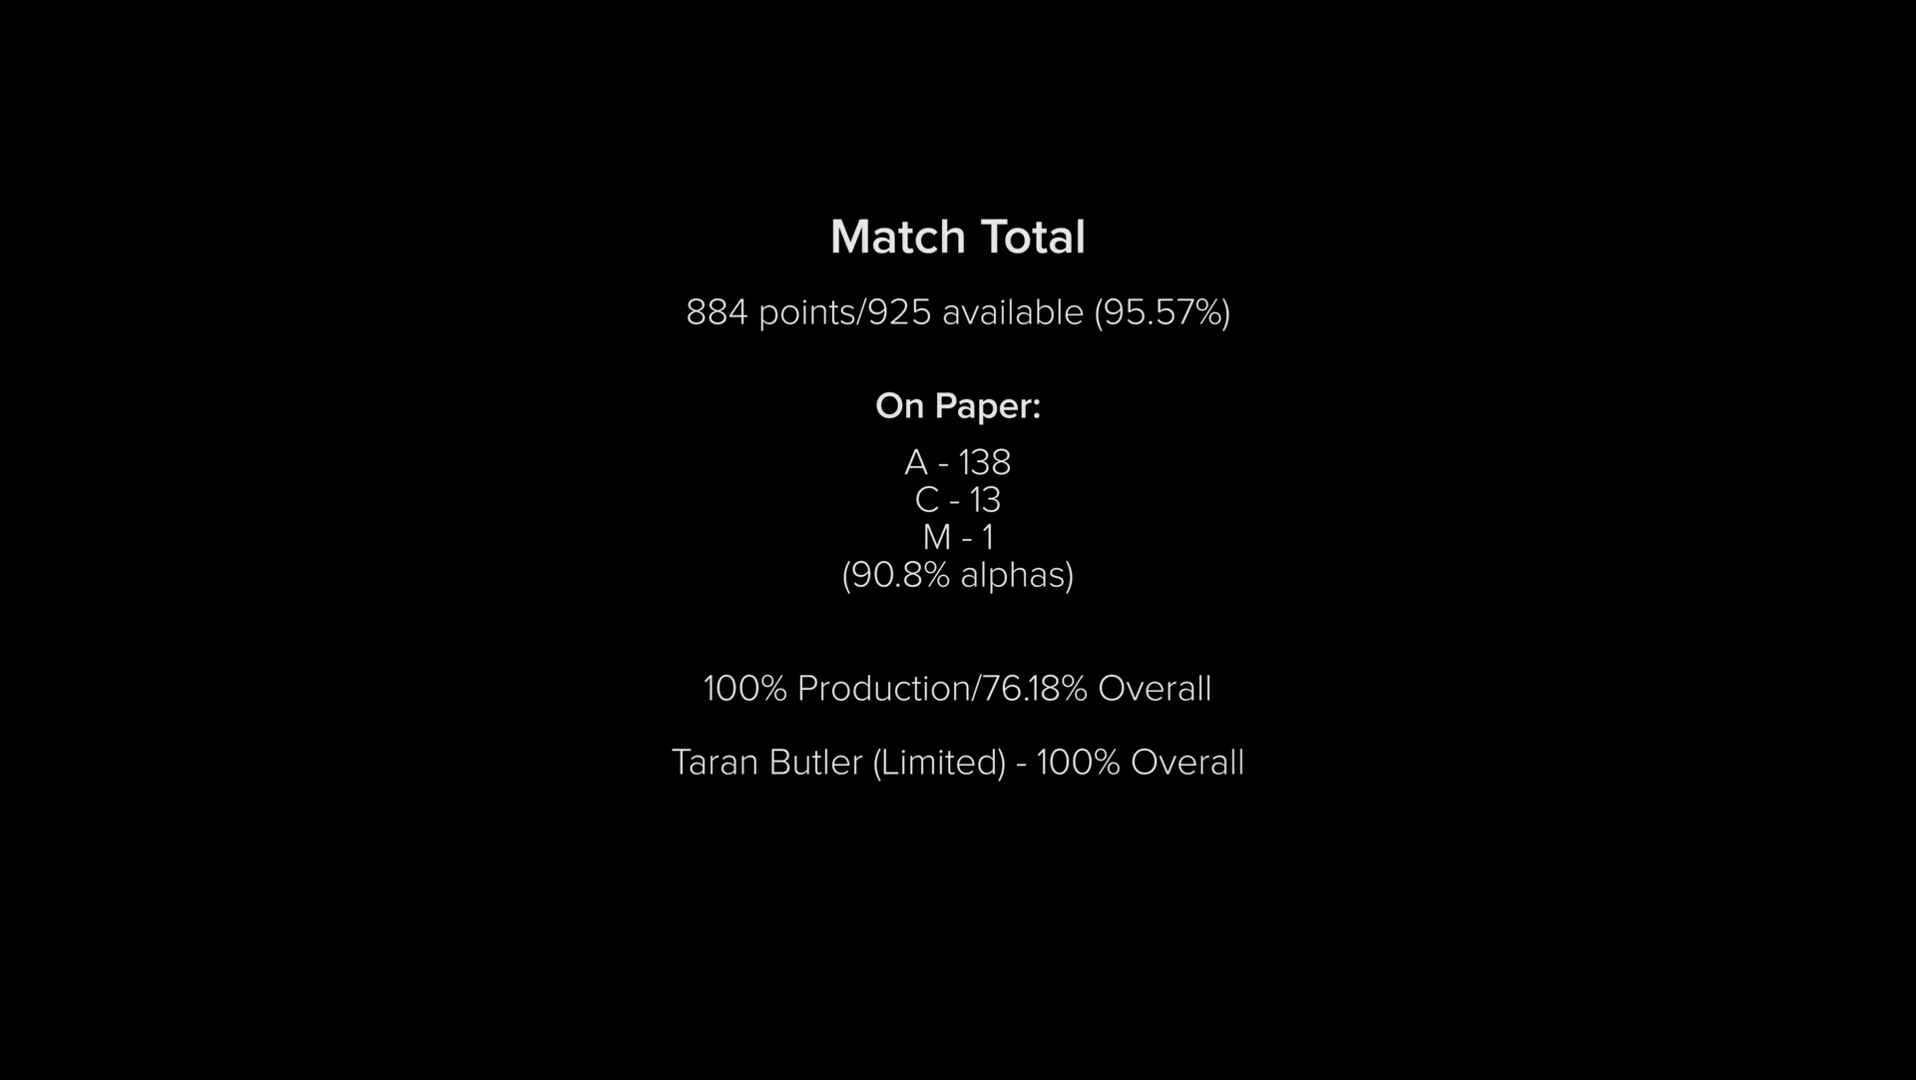 Match Total
884 points/925 available (95.57%)
On Paper:
A - 138
C - 13
M - 1
(90.8% alphas)
100% Production/76.18% Overall
Taran Butler (Limited) - 100% Overall